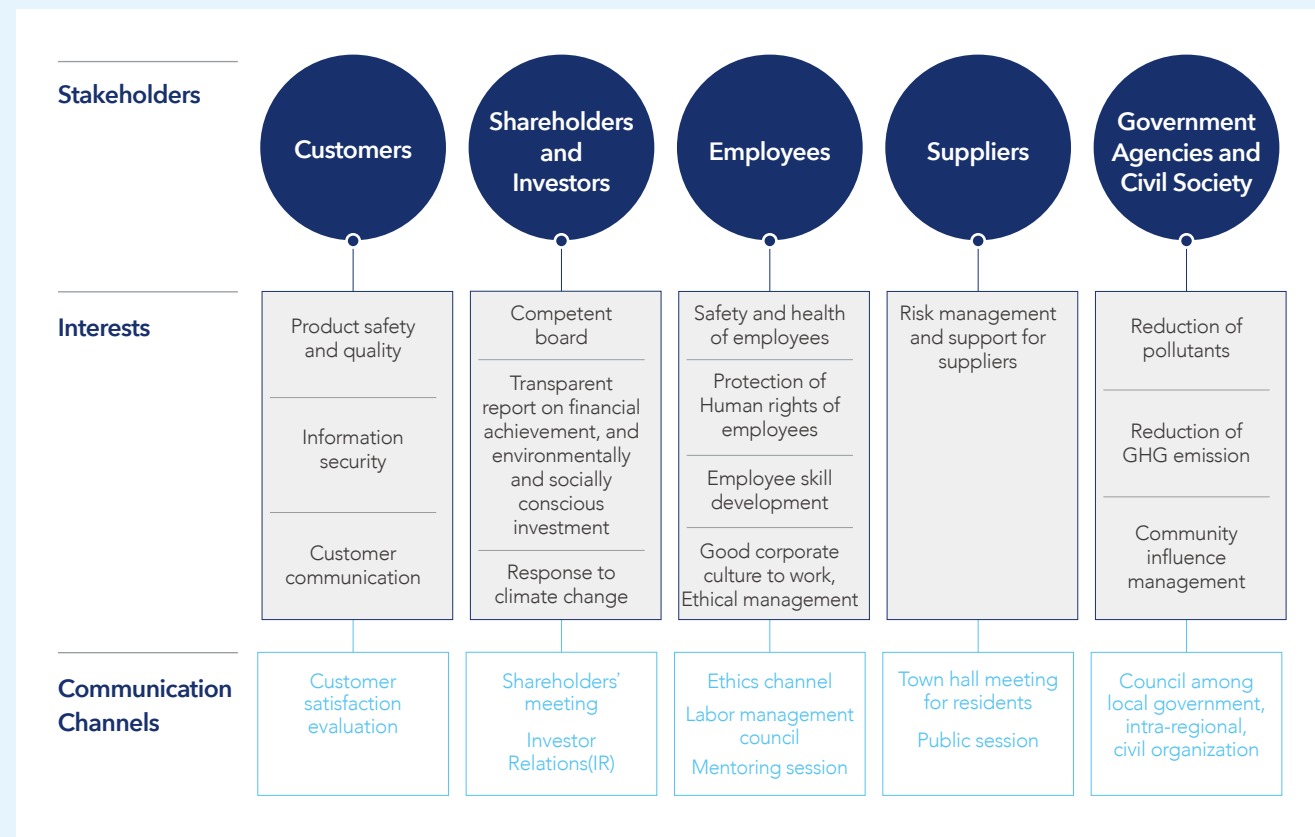 Stakeholders
Customers
Shareholders
and
Investors
Employees
Suppliers
Government
Agencies and
Civil Society
Interests
Product safety
and quality
Information
security
Customer
communication
Competent
board
Transparent
report on financial
achievement, and
environmentally
and socially
conscious
investment
Response to
climate change
Safety and health
of employees
Protection of
Human rights of
employees
Employee skill
development
Good corporate
culture to work,
Ethical management
Risk management
and support for
suppliers
Reduction of
pollutants
Reduction of
GHG emission
Community
influence
management
Communication
Channels
Customer
satisfaction
evaluation
Shareholders’
meeting
Investor
Relations(IR)
Ethics channel
Labor management
council
Mentoring session
Town hall meeting
for residents
Public session
Council among
local government,
intra-regional,
civil organization